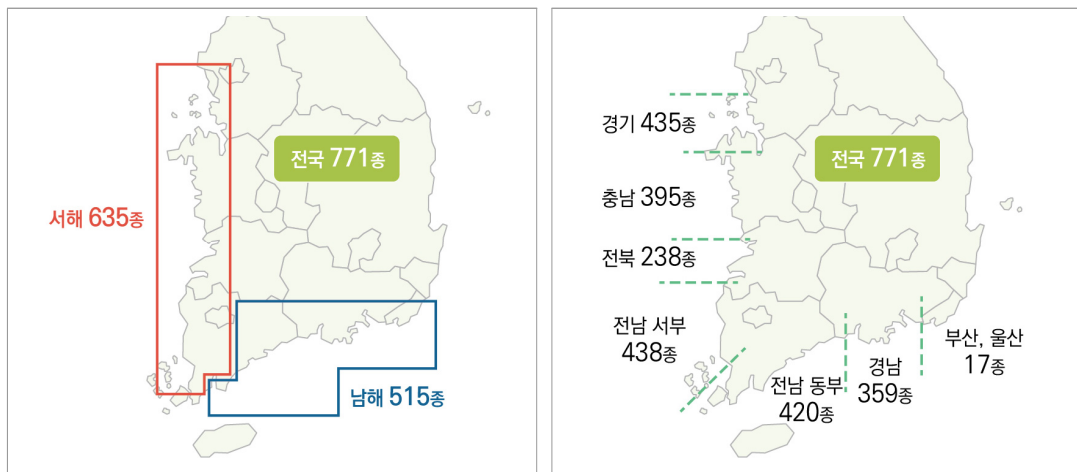 전국 771종
서해 635종
남해 515종
전국 771종
경기 435종
충남 395종
전북 238종
전남 서부
438종
전남 동부
420종
경남
359종
부산, 울산
17종